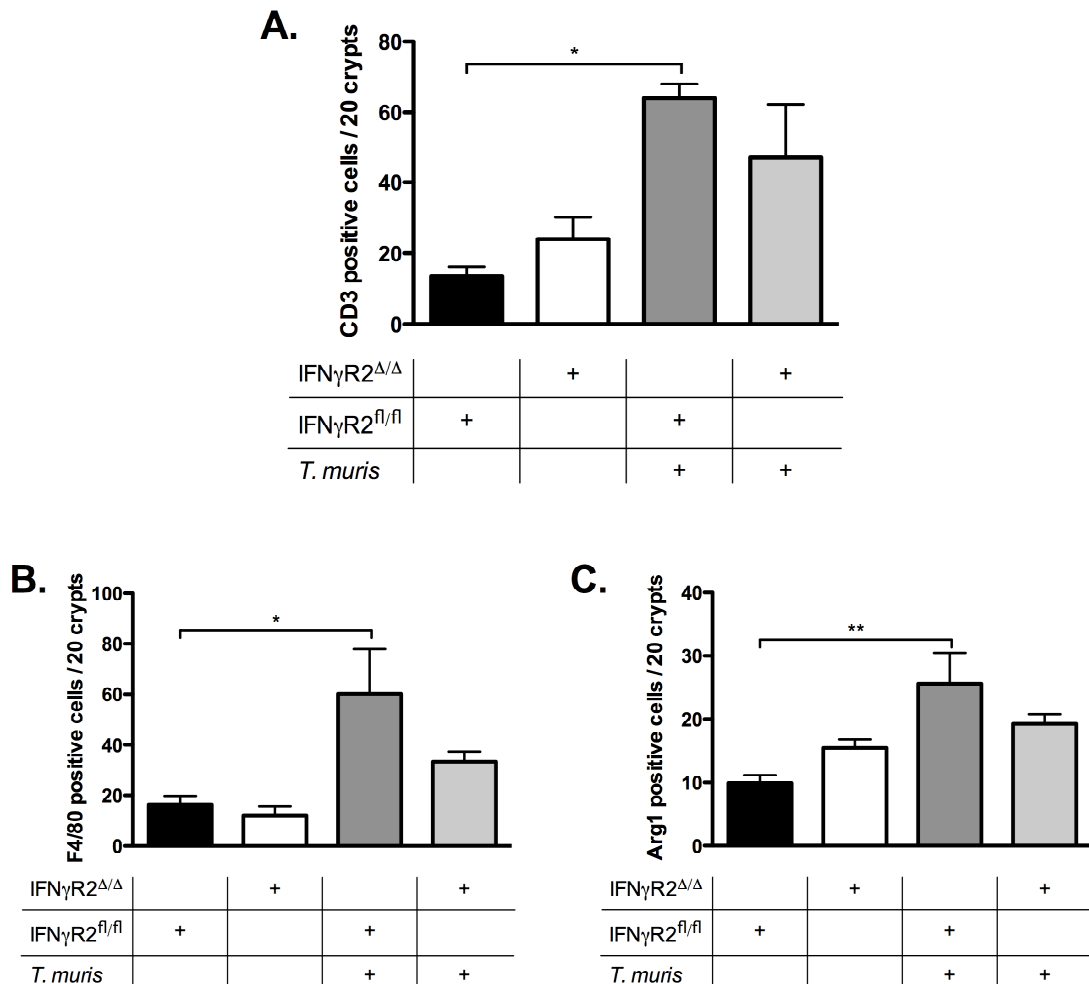 A.
CD3 positive cells / 20 crypts
80
60
40
20
0
*
IFNγR2Δ/Δ + +
IFNγR2fl/fl + +
T. muris + +
B.
F4/80 positive cells / 20 crypts
100
80
60
40
20
0
*
IFNγR2Δ/Δ + +
IFNγR2fl/fl + +
T. muris + +
C.
Arg1 positive cells / 20 crypts
40
30
20
10
0
**
IFNγR2Δ/Δ + +
IFNγR2fl/fl + +
T. muris + +